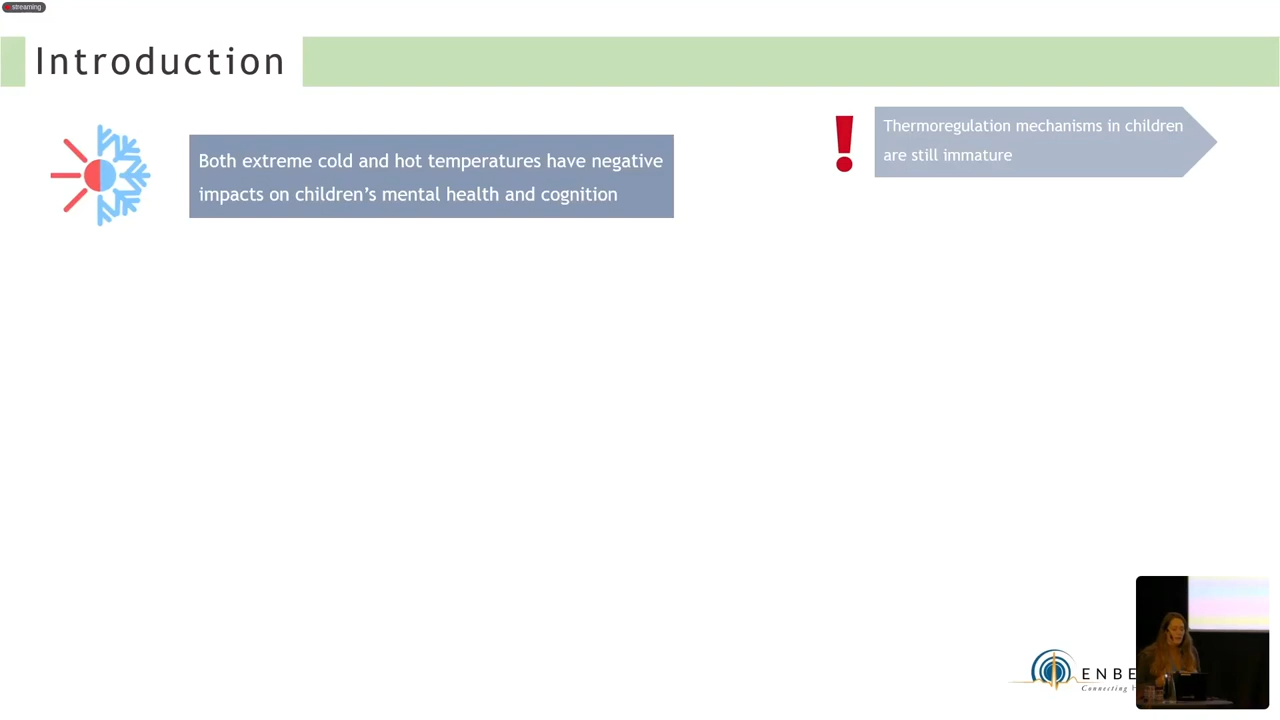 streaming
Introduction
Both extreme cold and hot temperatures have negative
impacts on children’s mental health and cognition
Thermoregulation mechanisms in children
are still immature
ENBE
Connecting